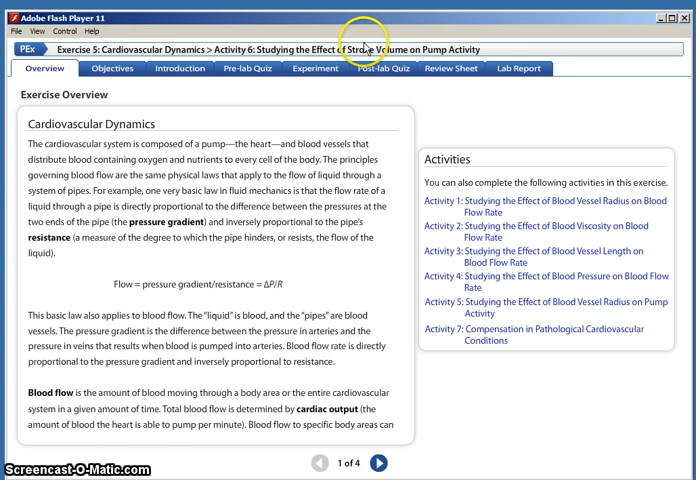 Adobe Flash Player 11
File View Control Help
PEx Exercise 5: Cardiovascular Dynamics > Activity 6: Studying the Effect of Stroke Volume on Pump Activity
Overview Objectives Introduction Pre-lab Quiz Experiment Post-lab Quiz Review Sheet Lab Report
Exercise Overview
Cardiovascular Dynamics
The cardiovascular system is composed of a pump—the heart—and blood vessels that
distribute blood containing oxygen and nutrients to every cell of the body. The principles
governing blood flow are the same physical laws that apply to the flow of liquid through a
system of pipes. For example, one very basic law in fluid mechanics is that the flow rate of a
liquid through a pipe is directly proportional to the difference between the pressures at the
two ends of the pipe (the pressure gradient) and inversely proportional to the pipe's
resistance (a measure of the degree to which the pipe hinders, or resists, the flow of the
liquid).
Flow = pressure gradient/resistance = ΔP/R
This basic law also applies to blood flow. The "liquid" is blood, and the "pipes" are blood
vessels. The pressure gradient is the difference between the pressure in arteries and the
pressure in veins that results when blood is pumped into arteries. Blood flow rate is directly
proportional to the pressure gradient and inversely proportional to resistance.
Blood flow is the amount of blood moving through a body area or the entire cardiovascular
system in a given amount of time. Total blood flow is determined by cardiac output (the
amount of blood the heart is able to pump per minute). Blood flow to specific body areas can
Activities
You can also complete the following activities in this exercise.
Activity 1: Studying the Effect of Blood Vessel Radius on Blood
Flow Rate
Activity 2: Studying the Effect of Blood Viscosity on Blood
Flow Rate
Activity 3: Studying the Effect of Blood Vessel Length on
Blood Flow Rate
Activity 4: Studying the Effect of Blood Pressure on Blood Flow
Rate
Activity 5: Studying the Effect of Blood Vessel Radius on Pump
Activity
Activity 7: Compensation in Pathological Cardiovascular
Conditions
1 of 4
Screencast-O-Matic.com